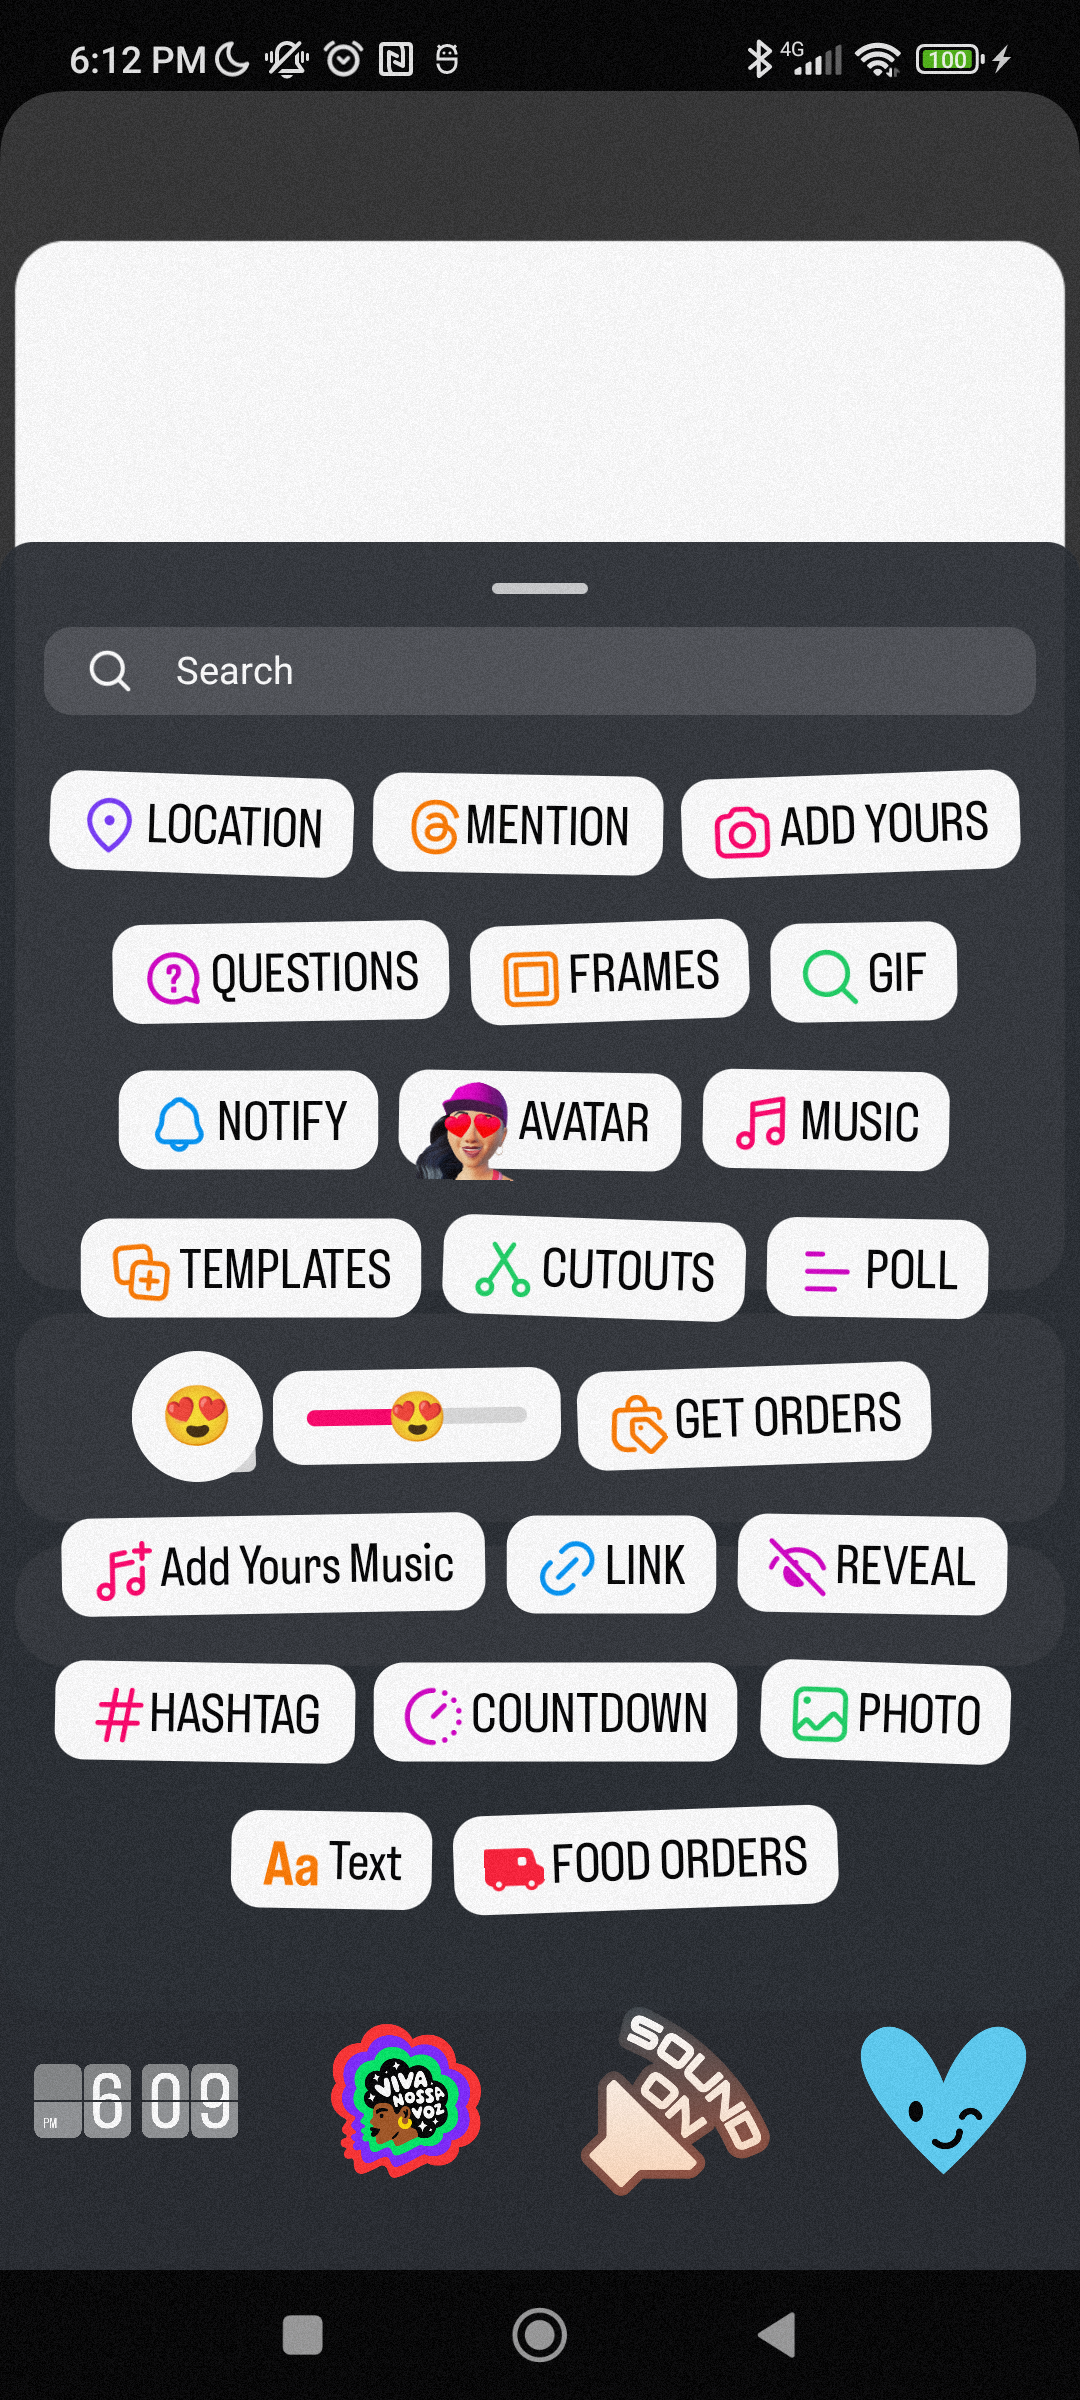 6:12 PM 4G 100
Search
LOCATION MENTION ADD YOURS
QUESTIONS FRAMES GIF
NOTIFY AVATAR MUSIC
TEMPLATES CUTOUTS POLL
GET ORDERS
Add Yours Music LINK REVEAL
HASHTAG COUNTDOWN PHOTO
Aa Text FOOD ORDERS
PM 6 09
VIVA
NOSSA
VOZ
SOUND
ON